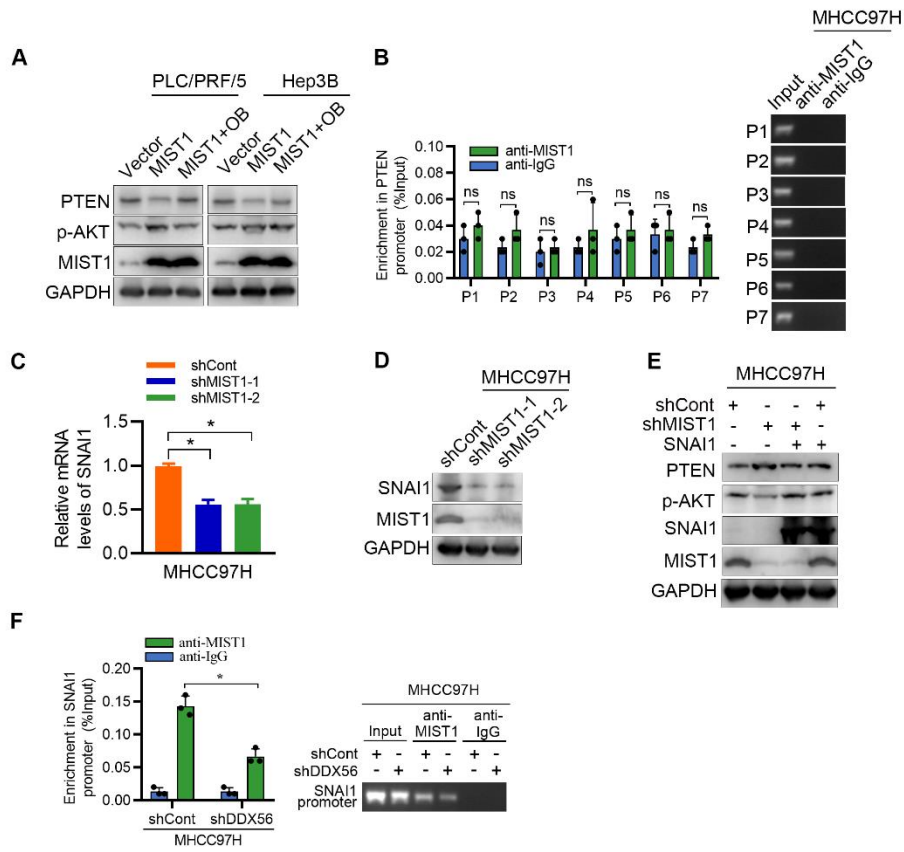 A
PLC/PRF/5 Hep3B
Vector MIST1 MIST1+OB Vector MIST1 MIST1+OB
PTEN
p-AKT
MIST1
GAPDH
B
anti-MIST1
anti-IgG
Enrichment in PTEN
promoter (%Input)
0.10
0.08
0.06
0.04
0.02
0.00
ns ns ns ns ns ns ns
P1 P2 P3 P4 P5 P6 P7
MHCC97H
Input anti-MIST1 anti-IgG
P1
P2
P3
P4
P5
P6
P7
C
shCont
shMIST1-1
shMIST1-2
Relative mRNA
levels of SNAI1
1.5
1.0
0.5
0.0
*
*
MHCC97H
D
MHCC97H
shCont shMIST1-1 shMIST1-2
SNAI1
MIST1
GAPDH
E
MHCC97H
shCont + - - +
shMIST1 - + + -
SNAI1 - - + +
PTEN
p-AKT
SNAI1
MIST1
GAPDH
F
anti-MIST1
anti-IgG
Enrichment in SNAI1
promoter (%Input)
0.20
0.15
0.10
0.05
0.00
*
shCont shDDX56
MHCC97H
MHCC97H
Input anti-MIST1 anti-IgG
shCont + - + - + -
shDDX56 - + - + - +
SNAI1
promoter